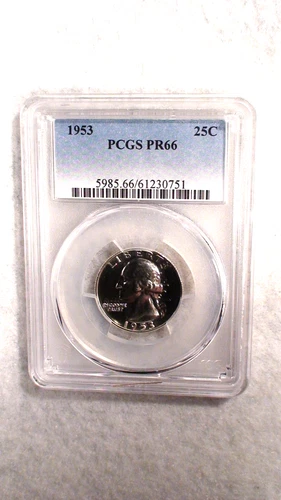 1953 25C
PCGS PR66
5985.66/61230751
LIBERTY
IN GOD WE
TRUST
1953